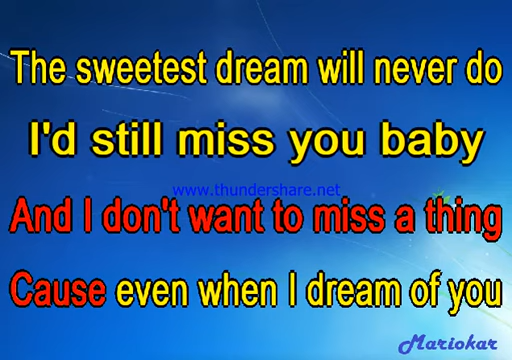 The sweetest dream will never do
I'd still miss you baby
www.thundershare.net
And I don't want to miss a thing
Cause even when I dream of you
Mariokar